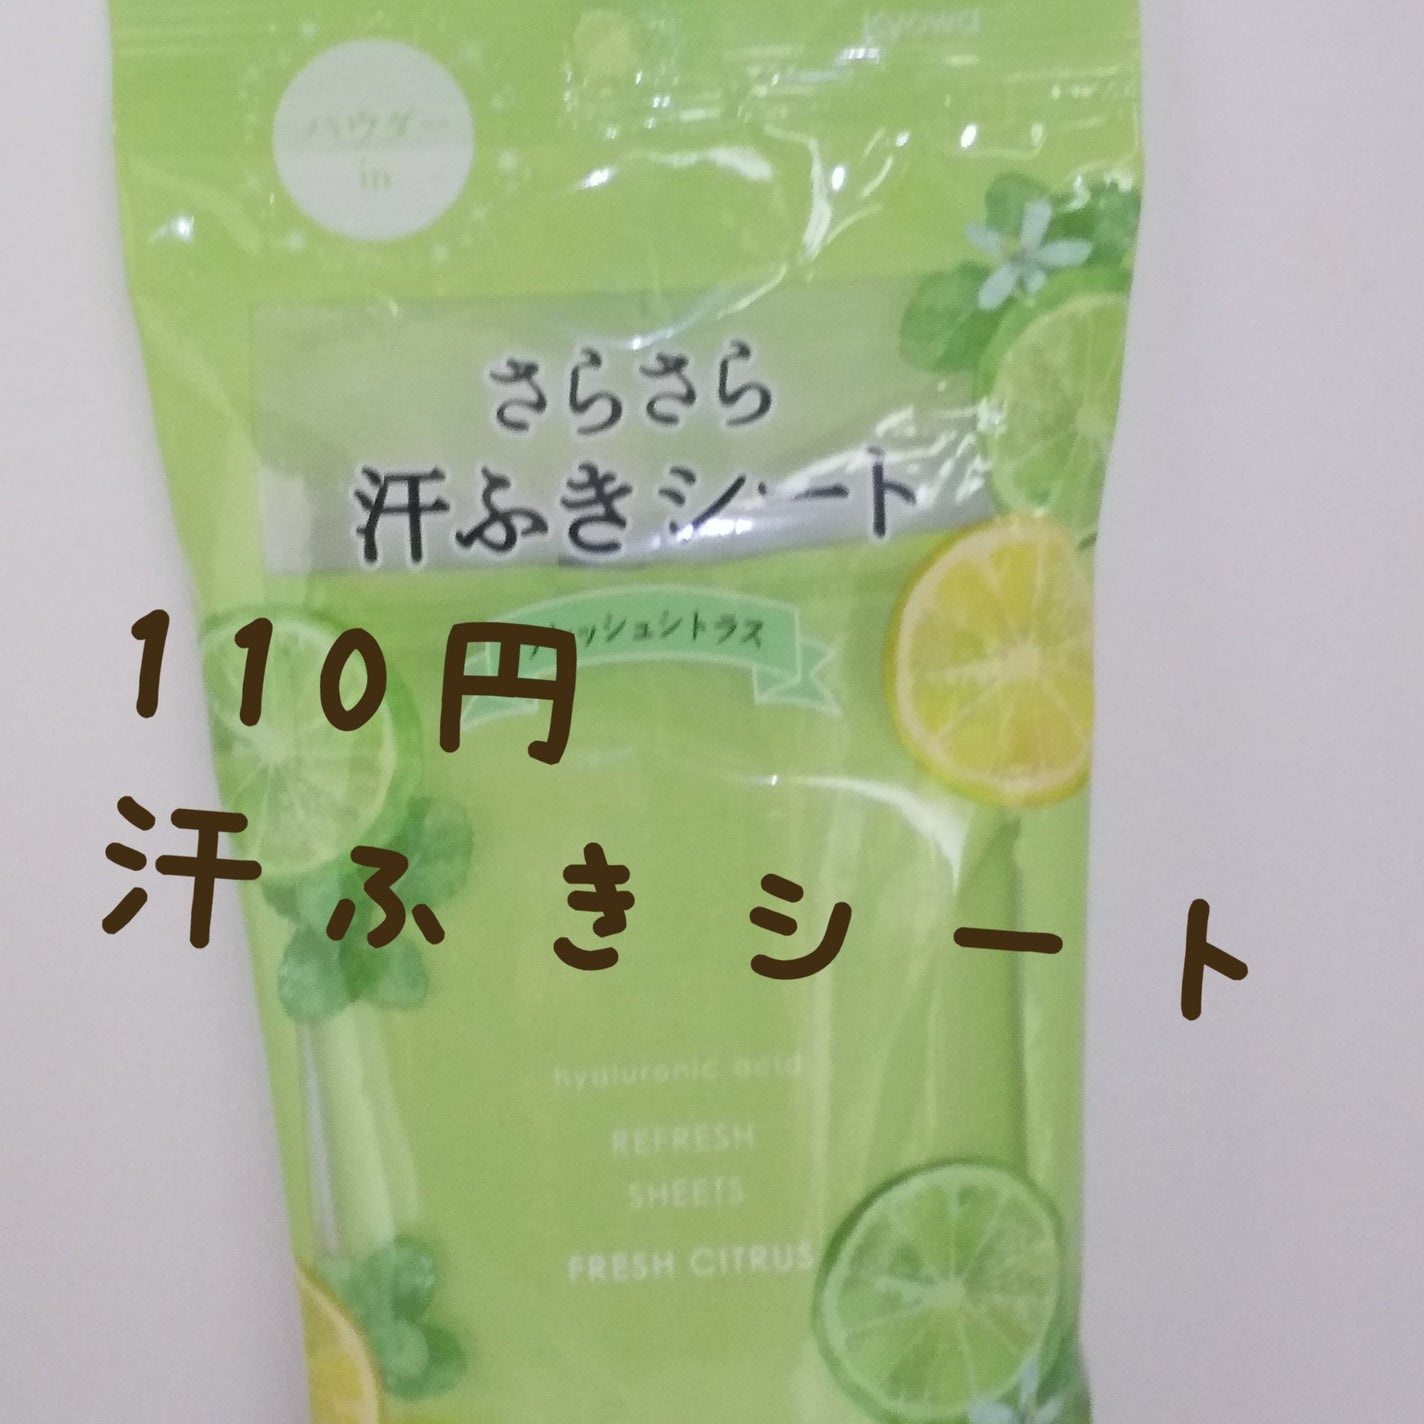 Kyowa
パウダー
in
さらさら
汗ふきシート
フレッシュシトラス
110円
汗ふきシート
hyaluronic acid
REFRESH
SHEETS
FRESH CITRUS